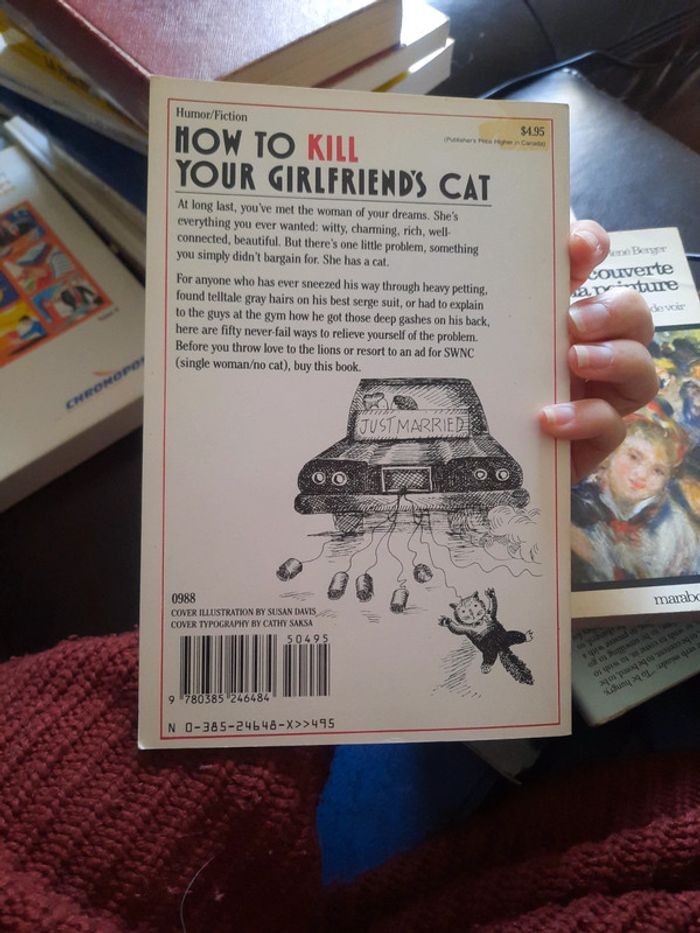 Humor/Fiction
$4.95
(Publisher's Price Higher in Canada)
HOW TO KILL
YOUR GIRLFRIEND'S CAT
At long last, you've met the woman of your dreams. She's
everything you ever wanted: witty, charming, rich, well-
connected, beautiful. But there's one little problem, something
you simply didn't bargain for. She has a cat.
For anyone who has ever sneezed his way through heavy petting,
found telltale gray hairs on his best serge suit, or had to explain
to the guys at the gym how he got those deep gashes on his back,
here are fifty never-fail ways to relieve yourself of the problem.
Before you throw love to the lions or resort to an ad for SWNC
(single woman/no cat), buy this book.
JUST MARRIED
0988
COVER ILLUSTRATION BY SUSAN DAVIS
COVER TYPOGRAPHY BY CATHY SAKSA
50495
9 780385 246484
N 0-385-24648-X>>495
CHRONOPO
René Berger
couverte
la peinture
de voir
marabo